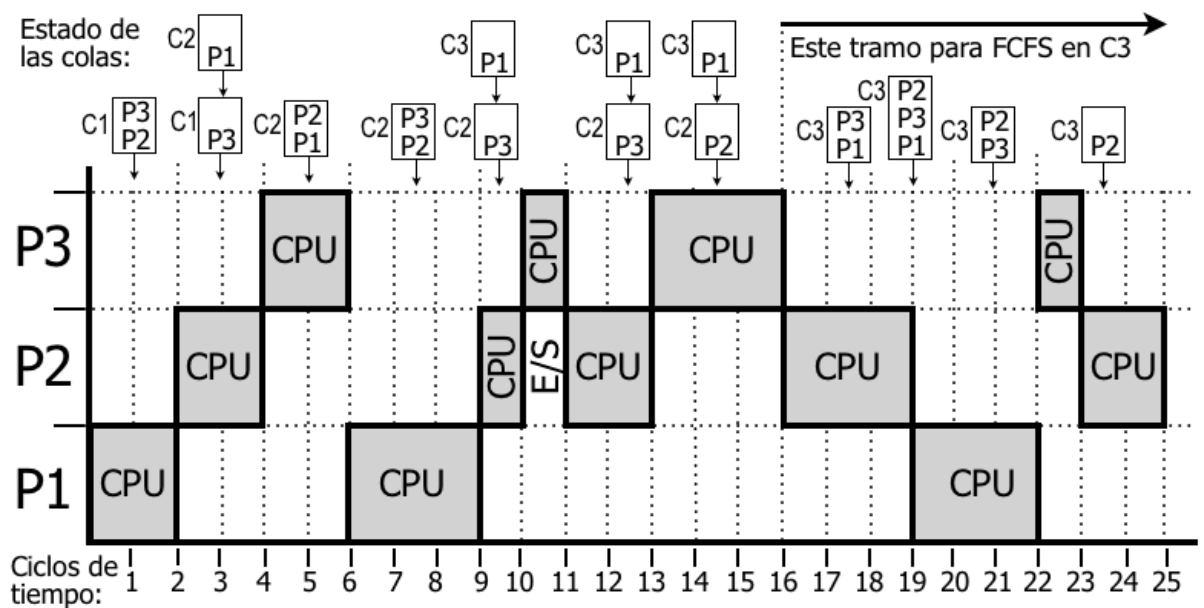 Estado de
las colas:
C2 P1
C3 P1
C3 P1
C3 P1
Este tramo para FCFS en C3
C1 P3
P2
C1 P3
C2 P2
P1
C2 P3
P2
C2 P3
C2 P3
C2 P2
C3 P3
P1
C3 P2
P3
P1
C3 P2
P3
C3 P2
P3
CPU
CPU
CPU
CPU
P2
CPU
CPU
E/S
CPU
CPU
CPU
P1
CPU
CPU
CPU
Ciclos de
tiempo: 1 2 3 4 5 6 7 8 9 10 11 12 13 14 15 16 17 18 19 20 21 22 23 24 25